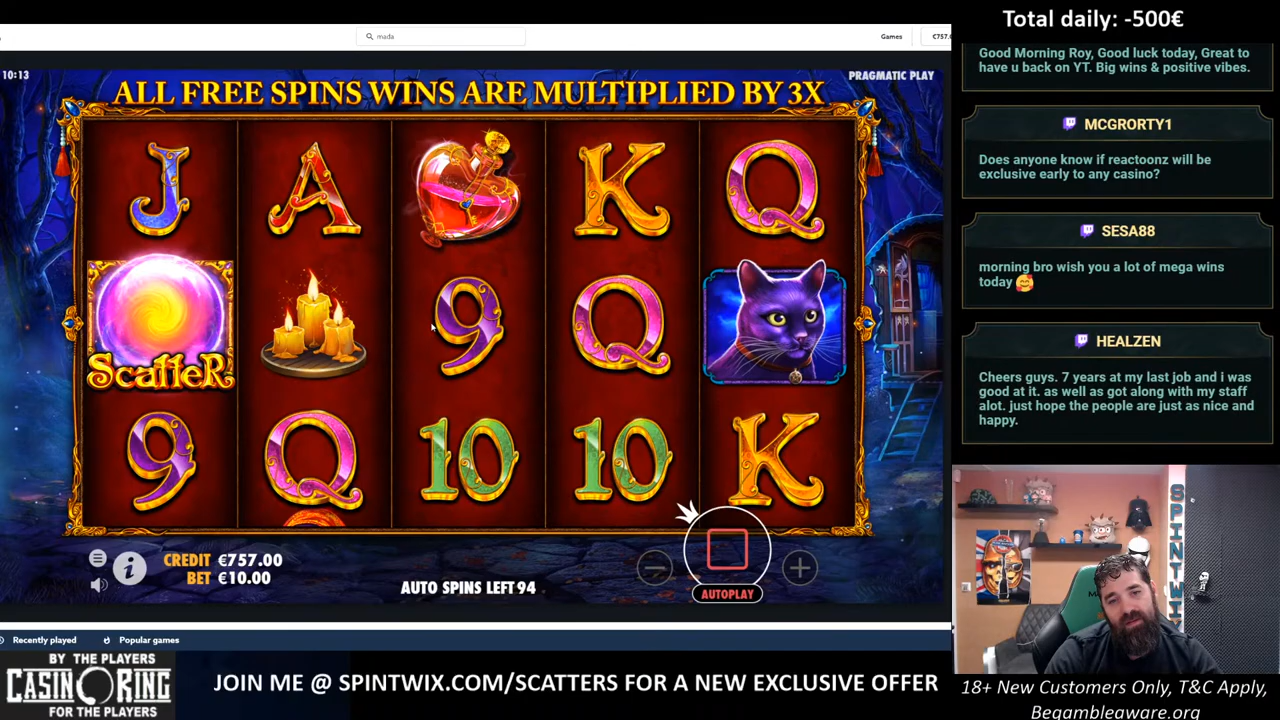 Total daily: -500€
mada
Games
€757.0
10:13
PRAGMATIC PLAY
ALL FREE SPINS WINS ARE MULTIPLIED BY 3X
J
A
K
Q
SCATTER
9
Q
9
Q
10
10
K
CREDIT €757.00
BET €10.00
AUTO SPINS LEFT 94
AUTOPLAY
Recently played
Popular games
Good Morning Roy, Good luck today, Great to
have u back on YT. Big wins & positive vibes.
MCGRORTY1
Does anyone know if reactoonz will be
exclusive early to any casino?
SESA88
morning bro wish you a lot of mega wins
today 🥰
HEALZEN
Cheers guys. 7 years at my last job and i was
good at it. as well as got along with my staff
alot. just hope the people are just as nice and
happy.
SPINTWI
BY THE PLAYERS
CASINO RING
FOR THE PLAYERS
JOIN ME @ SPINTWIX.COM/SCATTERS FOR A NEW EXCLUSIVE OFFER
18+ New Customers Only, T&C Apply,
Begambleaware.org